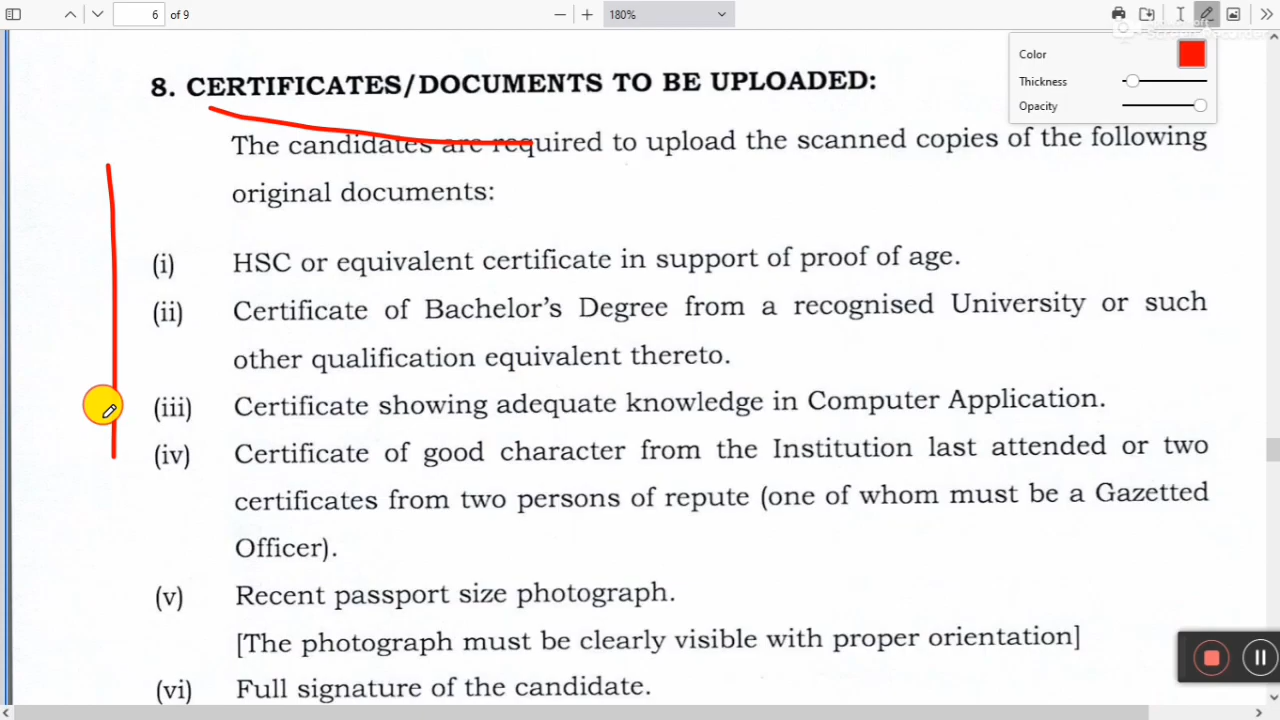 6 of 9
180%
Color
Thickness
Opacity
8. CERTIFICATES/DOCUMENTS TO BE UPLOADED:
The candidates are required to upload the scanned copies of the following
original documents:
(i) HSC or equivalent certificate in support of proof of age.
(ii) Certificate of Bachelor's Degree from a recognised University or such
other qualification equivalent thereto.
(iii) Certificate showing adequate knowledge in Computer Application.
(iv) Certificate of good character from the Institution last attended or two
certificates from two persons of repute (one of whom must be a Gazetted
Officer).
(v) Recent passport size photograph.
[The photograph must be clearly visible with proper orientation]
(vi) Full signature of the candidate.